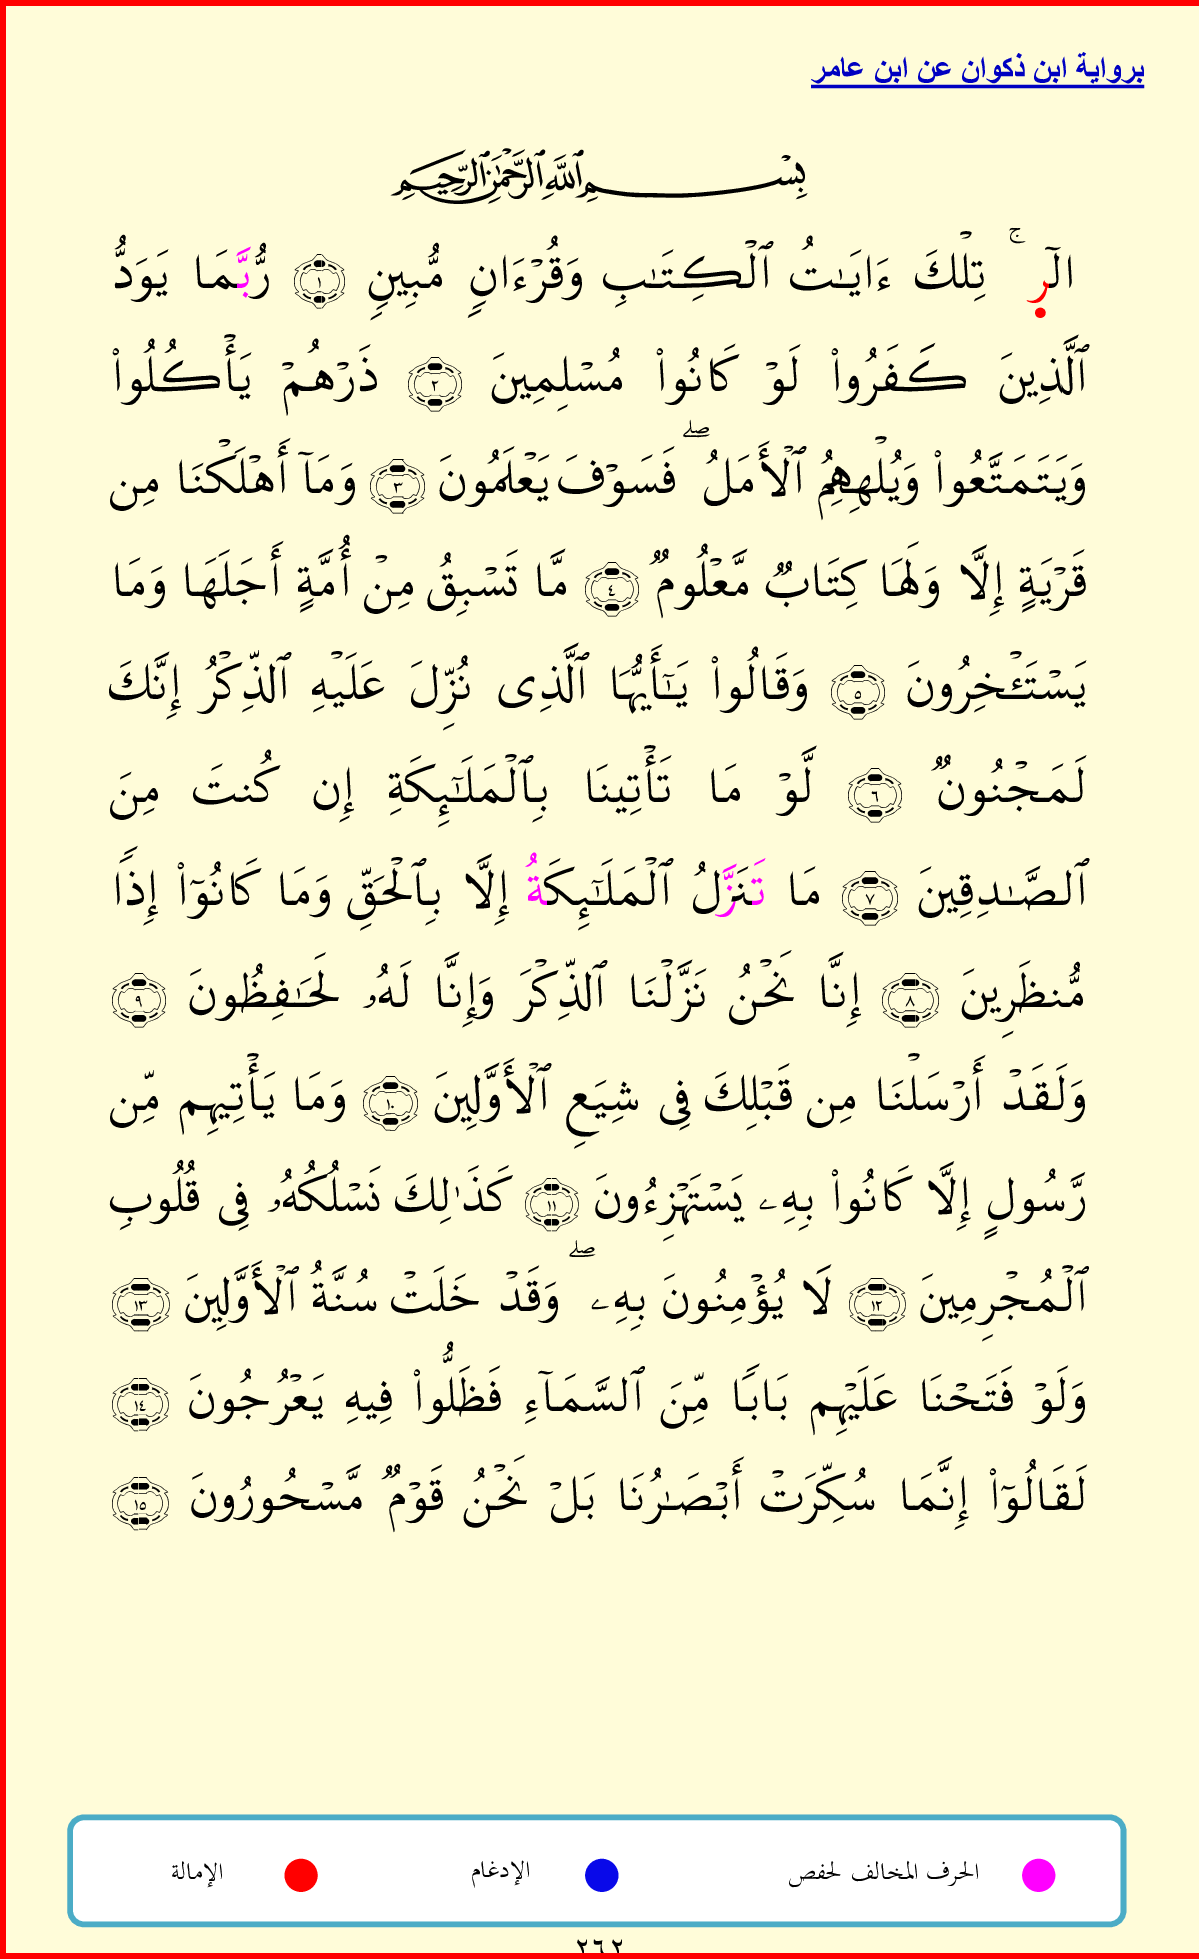 برواية ابن ذكوان عن ابن عامر
بِسْمِ ٱللَّهِ ٱلرَّحْمَٰنِ ٱلرَّحِيمِ
الٓرۚ تِلْكَ ءَايَٰتُ ٱلْكِتَٰبِ وَقُرْءَانٍ مُّبِينٍ ١ رُّبَّمَا يَوَدُّ
ٱلَّذِينَ كَفَرُوا۟ لَوْ كَانُوا۟ مُسْلِمِينَ ٢ ذَرْهُمْ يَأْكُلُوا۟
وَيَتَمَتَّعُوا۟ وَيُلْهِهِمُ ٱلْأَمَلُۖ فَسَوْفَ يَعْلَمُونَ ٣ وَمَآ أَهْلَكْنَا مِن
قَرْيَةٍ إِلَّا وَلَهَا كِتَابٌ مَّعْلُومٌ ٤ مَّا تَسْبِقُ مِنْ أُمَّةٍ أَجَلَهَا وَمَا
يَسْتَـْٔخِرُونَ ٥ وَقَالُوا۟ يَٰٓأَيُّهَا ٱلَّذِى نُزِّلَ عَلَيْهِ ٱلذِّكْرُ إِنَّكَ
لَمَجْنُونٌ ٦ لَّوْ مَا تَأْتِينَا بِٱلْمَلَٰٓئِكَةِ إِن كُنتَ مِنَ
ٱلصَّٰدِقِينَ ٧ مَا تَنَزَّلُ ٱلْمَلَٰٓئِكَةُ إِلَّا بِٱلْحَقِّ وَمَا كَانُوٓا۟ إِذًا
مُّنظَرِينَ ٨ إِنَّا نَحْنُ نَزَّلْنَا ٱلذِّكْرَ وَإِنَّا لَهُۥ لَحَٰفِظُونَ ٩
وَلَقَدْ أَرْسَلْنَا مِن قَبْلِكَ فِى شِيَعِ ٱلْأَوَّلِينَ ١٠ وَمَا يَأْتِيهِم مِّن
رَّسُولٍ إِلَّا كَانُوا۟ بِهِۦ يَسْتَهْزِءُونَ ١١ كَذَٰلِكَ نَسْلُكُهُۥ فِى قُلُوبِ
ٱلْمُجْرِمِينَ ١٢ لَا يُؤْمِنُونَ بِهِۦۖ وَقَدْ خَلَتْ سُنَّةُ ٱلْأَوَّلِينَ ١٣
وَلَوْ فَتَحْنَا عَلَيْهِم بَابًا مِّنَ ٱلسَّمَآءِ فَظَلُّوا۟ فِيهِ يَعْرُجُونَ ١٤
لَقَالُوٓا۟ إِنَّمَا سُكِّرَتْ أَبْصَٰرُنَا بَلْ نَحْنُ قَوْمٌ مَّسْحُورُونَ ١٥
الحرف المخالف لحفص الإدغام الإمالة
٢٦٢